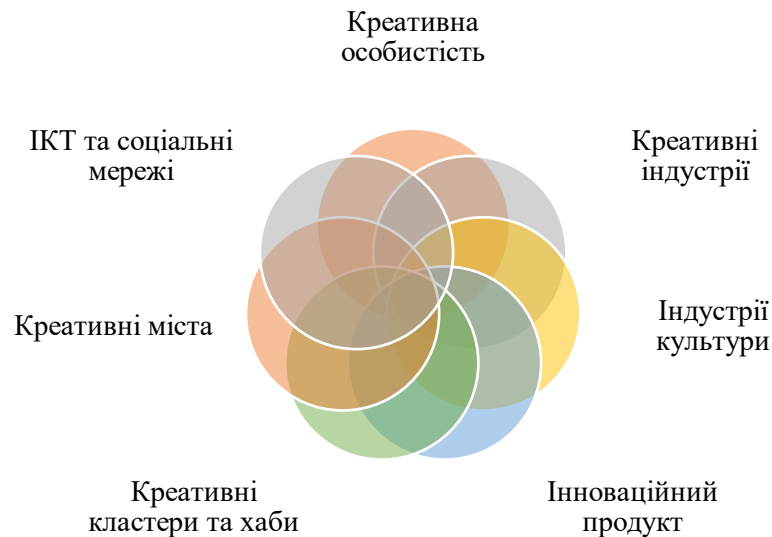 Креативна
особистість
ІКТ та соціальні
мережі
Креативні
індустрії
Креативні міста
Індустрії
культури
Креативні
кластери та хаби
Інноваційний
продукт